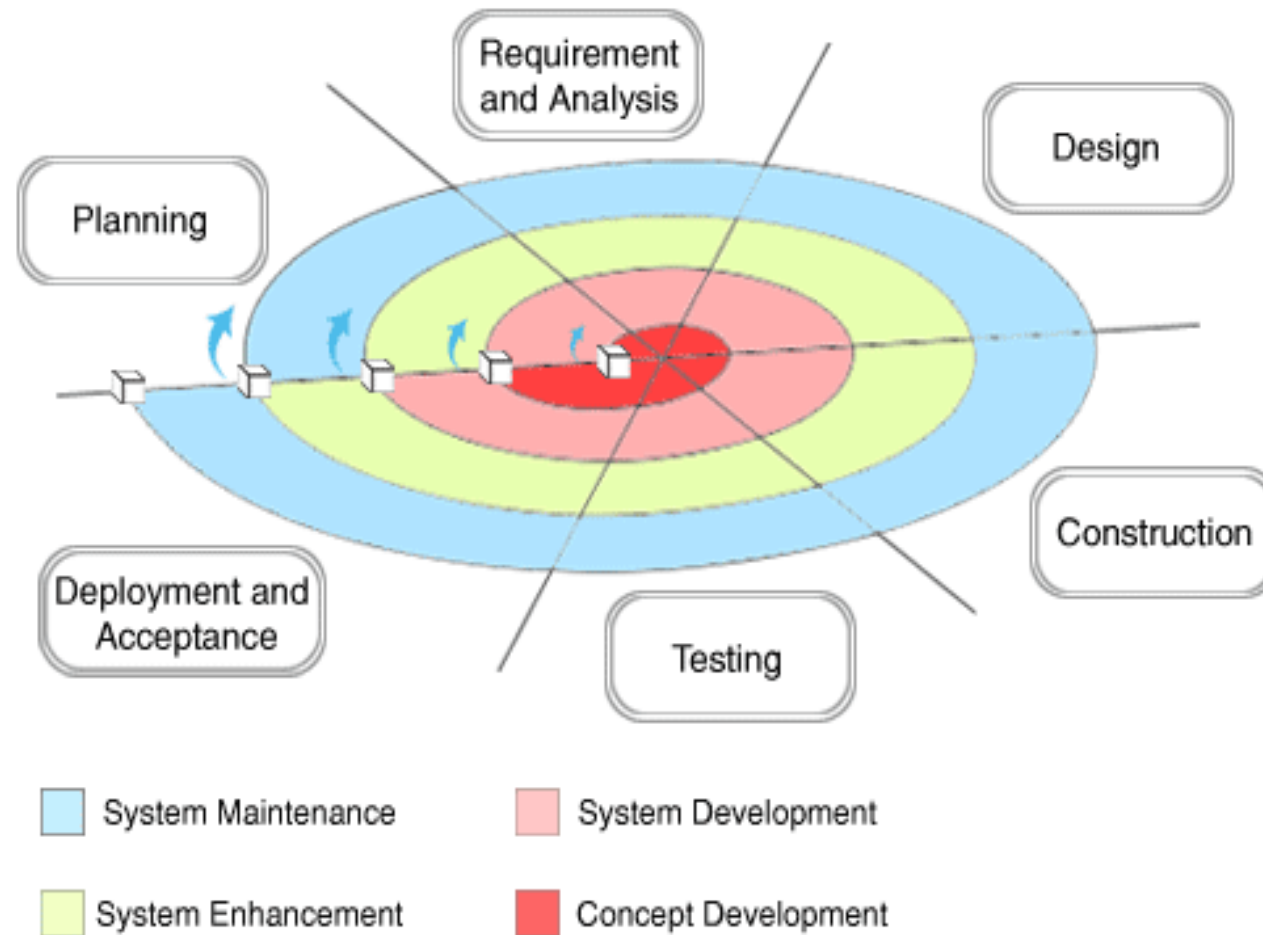 Requirement
and Analysis
Design
Planning
Construction
Deployment and
Acceptance
Testing
System Maintenance
System Development
System Enhancement
Concept Development